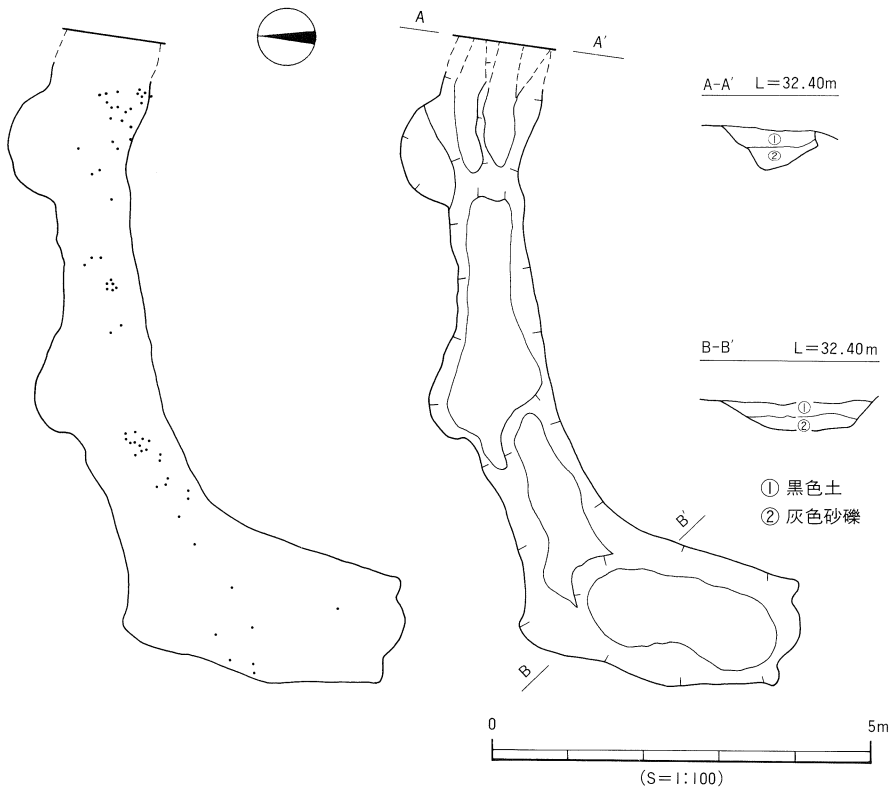 A
A′
A-A′ L=32.40m
①
②
B-B′ L=32.40m
①
②
① 黒色土
② 灰色砂礫
B′
B
0 5m
(S=1:100)